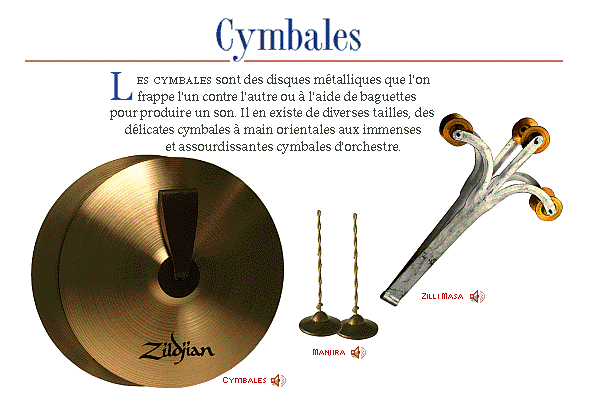 Cymbales
LES CYMBALES sont des disques métalliques que l'on
frappe l'un contre l'autre ou à l'aide de baguettes
pour produire un son. Il en existe de diverses tailles, des
délicates cymbales à main orientales aux immenses
et assourdissantes cymbales d'orchestre.
Zilli Masa
Zildjian
Manjira
Cymbales